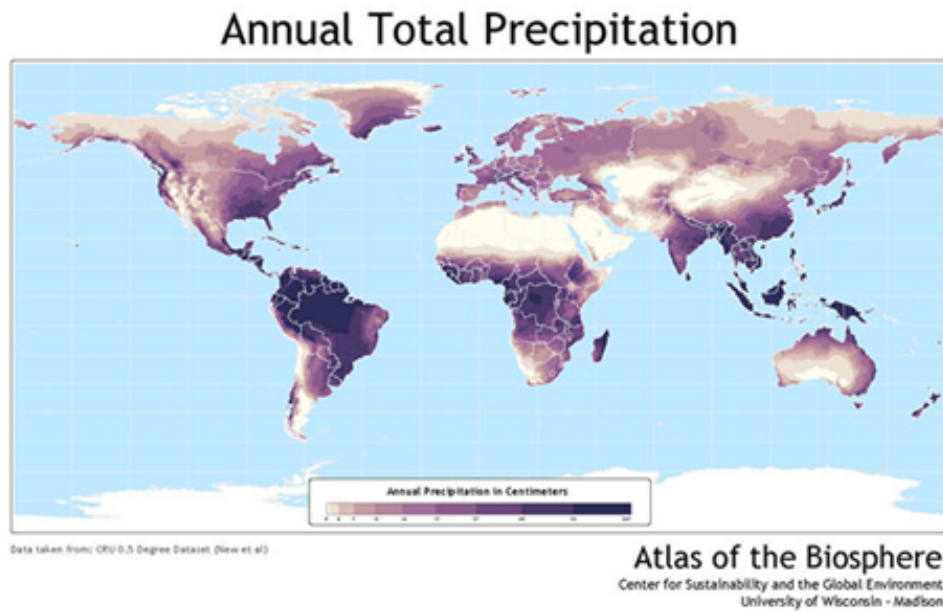 Annual Total Precipitation
Annual Precipitation in Centimeters
Data taken from: CRU 0.5 Degree Dataset (New et al)
Atlas of the Biosphere
Center for Sustainability and the Global Environment
University of Wisconsin - Madison